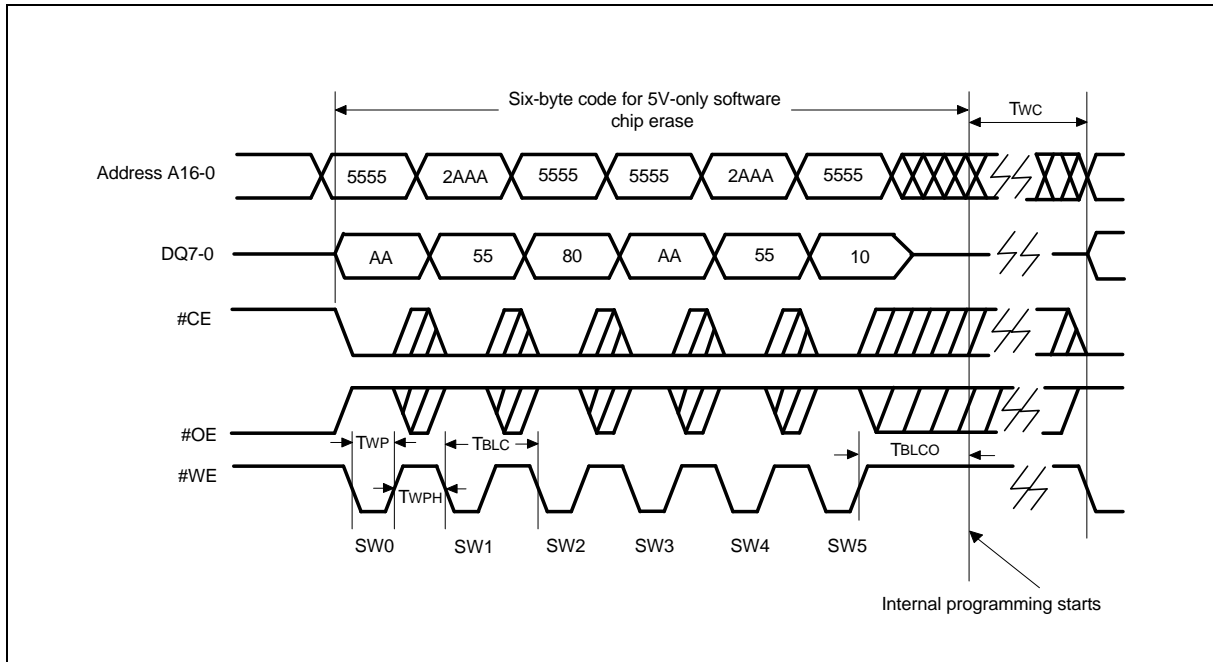 Six-byte code for 5V-only software
chip erase
TWC
Address A16-0
5555
2AAA
5555
5555
2AAA
5555
DQ7-0
AA
55
80
AA
55
10
#CE
#OE
TWP
TBLC
TBLCO
#WE
TWPH
SW0
SW1
SW2
SW3
SW4
SW5
Internal programming starts